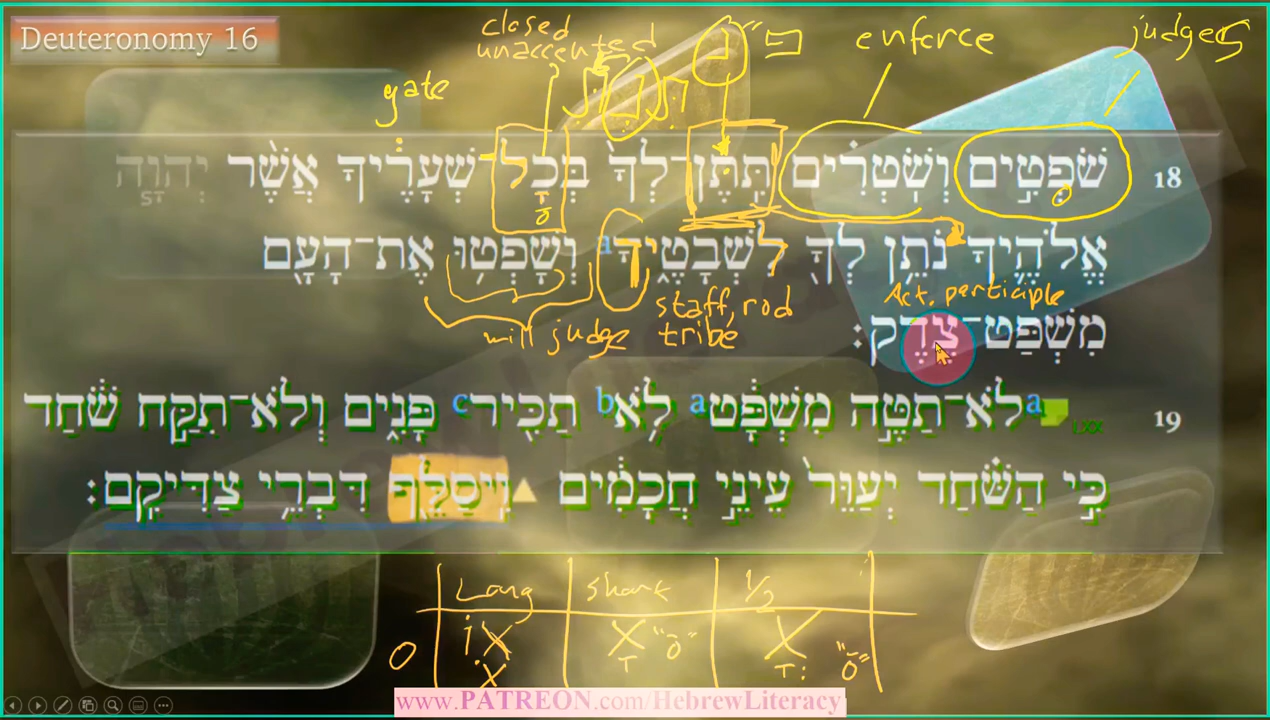 Deuteronomy 16
closed
unaccented
enforce
judges
gate
18 שֹׁפְטִ֣ים וְשֹֽׁטְרִ֗ים תִּֽתֶּן־לְךָ֙ בְּכָל־שְׁעָרֶ֔יךָ אֲשֶׁ֨ר יְהוָ֧ה
אֱלֹהֶ֛יךָ נֹתֵ֥ן לְךָ֖ לִשְׁבָטֶ֑יךָ a וְשָׁפְט֥וּ אֶת־הָעָ֖ם
Act. participle
staff, rod
tribe
will judge
מִשְׁפַּט־צֶֽדֶק׃
19 a לֹא־תַטֶּ֣ה מִשְׁפָּ֔ט a b לֹ֥א תַכִּ֖יר c פָּנִ֑ים וְלֹא־תִקַּ֣ח שֹׁ֔חַד
LXX
כִּ֣י הַשֹּׁ֗חַד יְעַוֵּר֙ עֵינֵ֣י חֲכָמִ֔ים וִֽיסַלֵּ֖ף דִּבְרֵ֥י צַדִּיקִֽם׃
Long short 1/2
O "ŏ" "ŏ"
www.PATREON.com/HebrewLiteracy